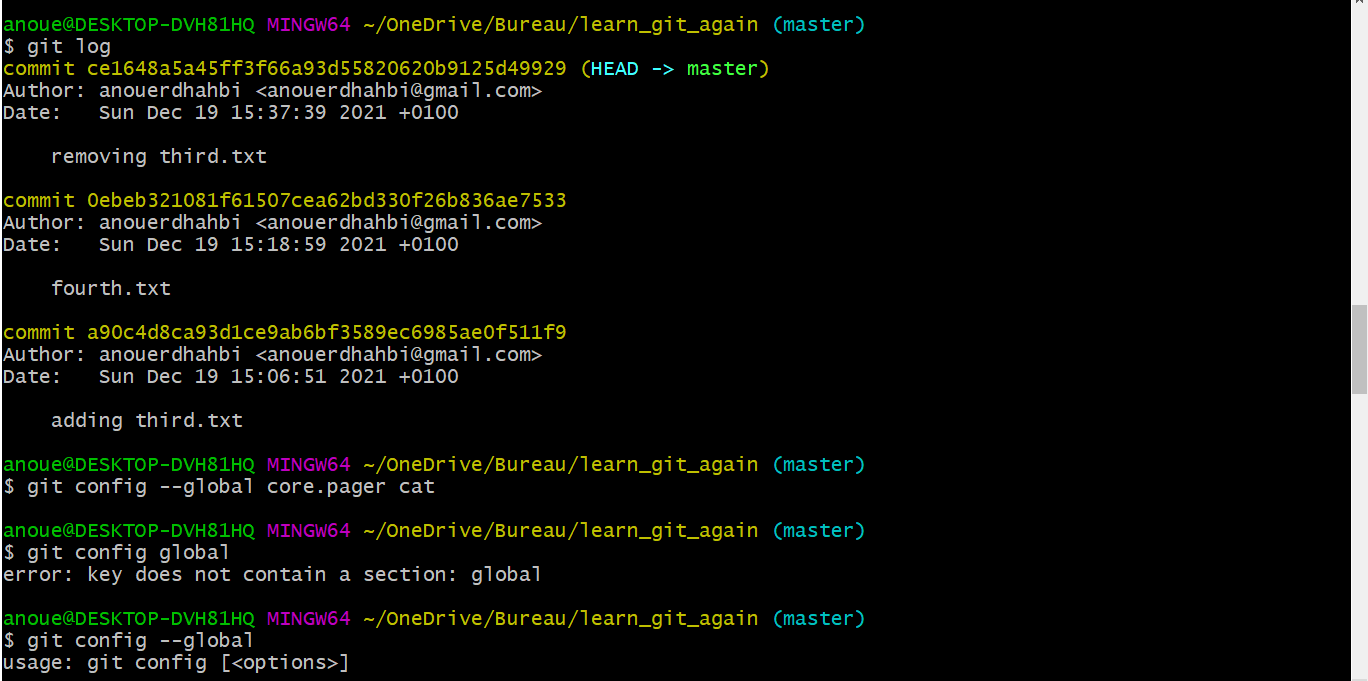 anoue@DESKTOP-DVH81HQ MINGW64 ~/OneDrive/Bureau/learn_git_again (master)
$ git log
commit ce1648a5a45ff3f66a93d55820620b9125d49929 (HEAD -> master)
Author: anouerdhahbi <anouerdhahbi@gmail.com>
Date:   Sun Dec 19 15:37:39 2021 +0100

    removing third.txt

commit 0ebeb321081f61507cea62bd330f26b836ae7533
Author: anouerdhahbi <anouerdhahbi@gmail.com>
Date:   Sun Dec 19 15:18:59 2021 +0100

    fourth.txt

commit a90c4d8ca93d1ce9ab6bf3589ec6985ae0f511f9
Author: anouerdhahbi <anouerdhahbi@gmail.com>
Date:   Sun Dec 19 15:06:51 2021 +0100

    adding third.txt

anoue@DESKTOP-DVH81HQ MINGW64 ~/OneDrive/Bureau/learn_git_again (master)
$ git config --global core.pager cat

anoue@DESKTOP-DVH81HQ MINGW64 ~/OneDrive/Bureau/learn_git_again (master)
$ git config global
error: key does not contain a section: global

anoue@DESKTOP-DVH81HQ MINGW64 ~/OneDrive/Bureau/learn_git_again (master)
$ git config --global
usage: git config [<options>]